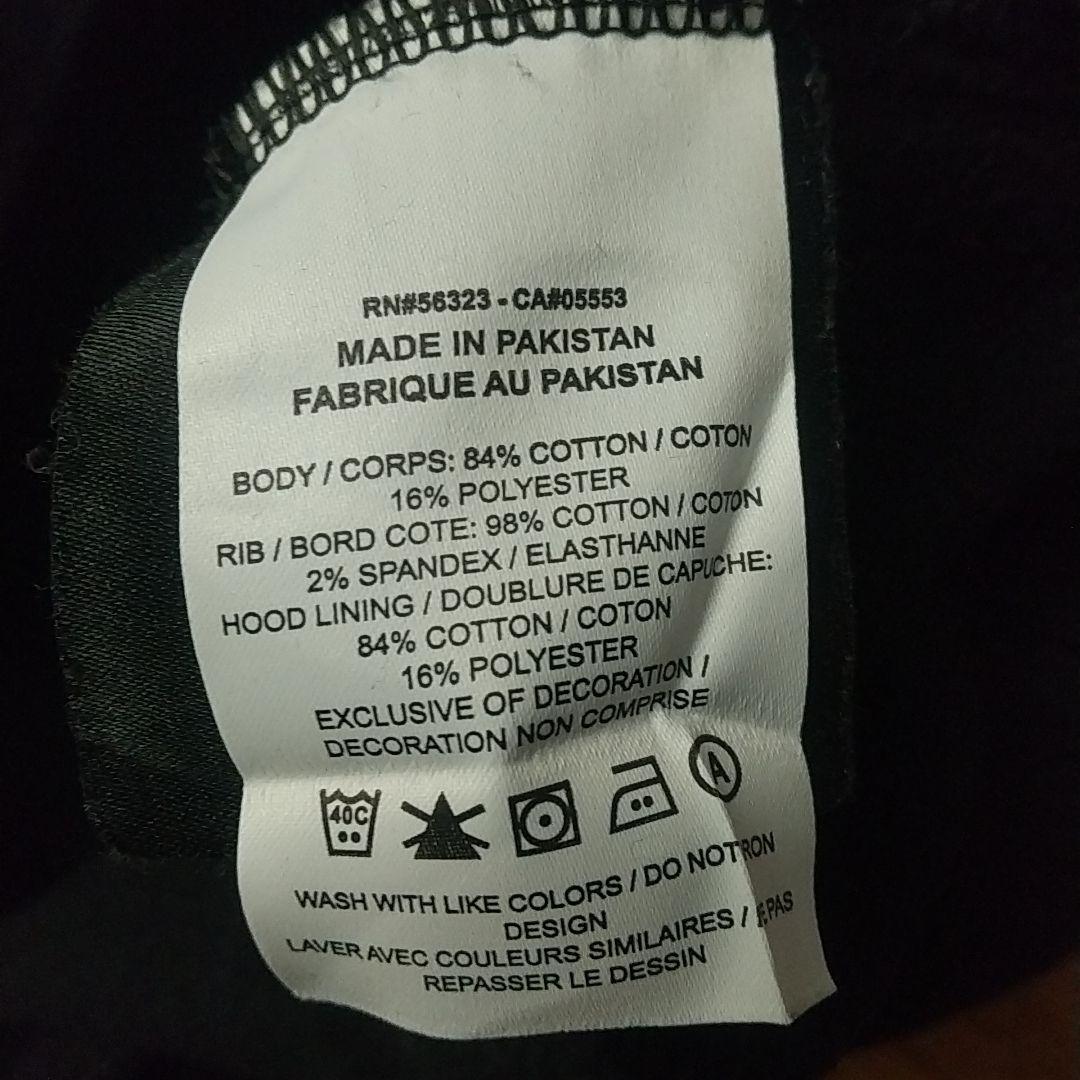 RN#56323 - CA#05553
MADE IN PAKISTAN
FABRIQUE AU PAKISTAN
BODY / CORPS: 84% COTTON / COTON
16% POLYESTER
RIB / BORD COTE: 98% COTTON / COTON
2% SPANDEX / ELASTHANNE
HOOD LINING / DOUBLURE DE CAPUCHE:
84% COTTON / COTON
16% POLYESTER
EXCLUSIVE OF DECORATION /
DECORATION NON COMPRISE
40C A
WASH WITH LIKE COLORS / DO NOT
DESIGN
LAVER AVEC COULEURS SIMILAIRES / PAS
REPASSER LE DESSIN